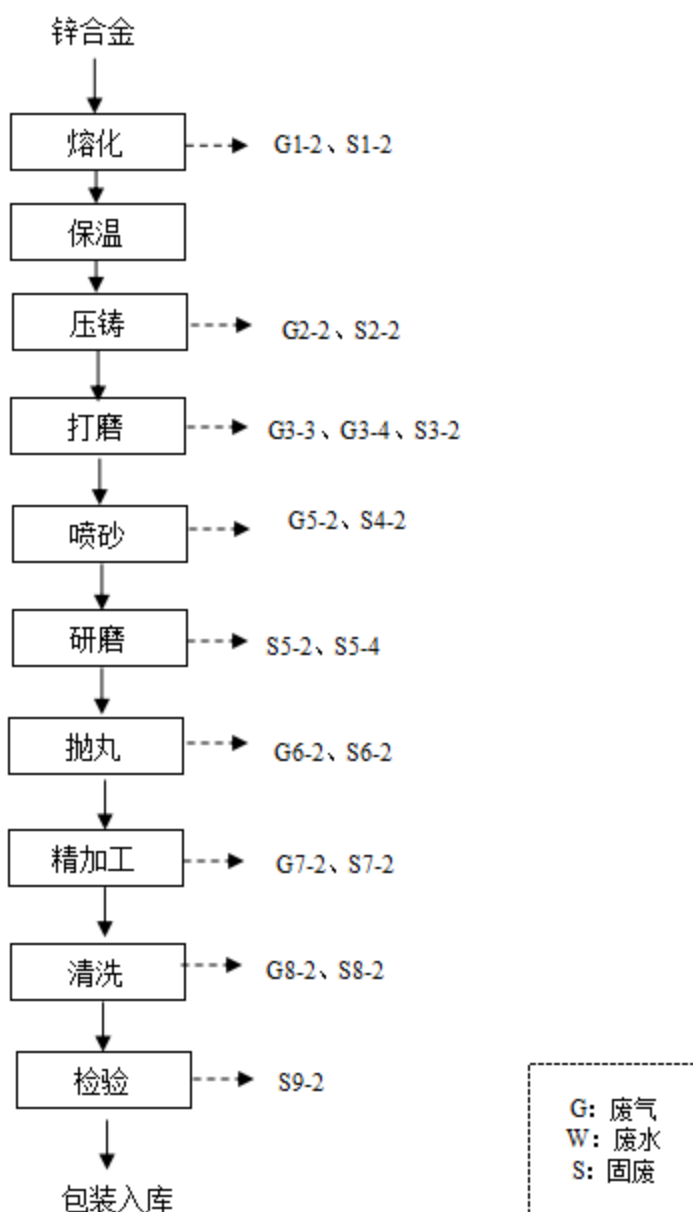 锌合金
熔化
G1-2、S1-2
保温
压铸
G2-2、S2-2
打磨
G3-3、G3-4、S3-2
喷砂
G5-2、S4-2
研磨
S5-2、S5-4
抛丸
G6-2、S6-2
精加工
G7-2、S7-2
清洗
G8-2、S8-2
检验
S9-2
包装入库
G：废气
W：废水
S：固废